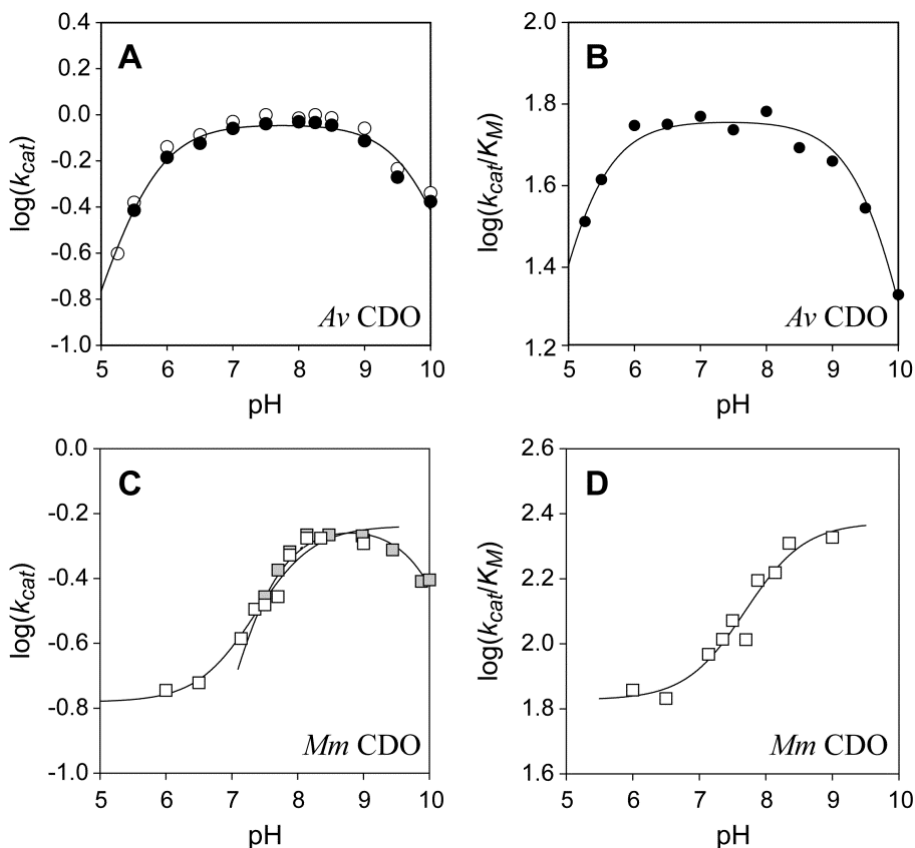 A
log(kcat)
0.4
0.2
0.0
-0.2
-0.4
-0.6
-0.8
-1.0
5 6 7 8 9 10
pH
Av CDO
B
log(kcat/KM)
2.0
1.8
1.6
1.4
1.2
5 6 7 8 9 10
pH
Av CDO
C
log(kcat)
0.0
-0.2
-0.4
-0.6
-0.8
-1.0
5 6 7 8 9 10
pH
Mm CDO
D
log(kcat/KM)
2.6
2.4
2.2
2.0
1.8
1.6
5 6 7 8 9 10
pH
Mm CDO